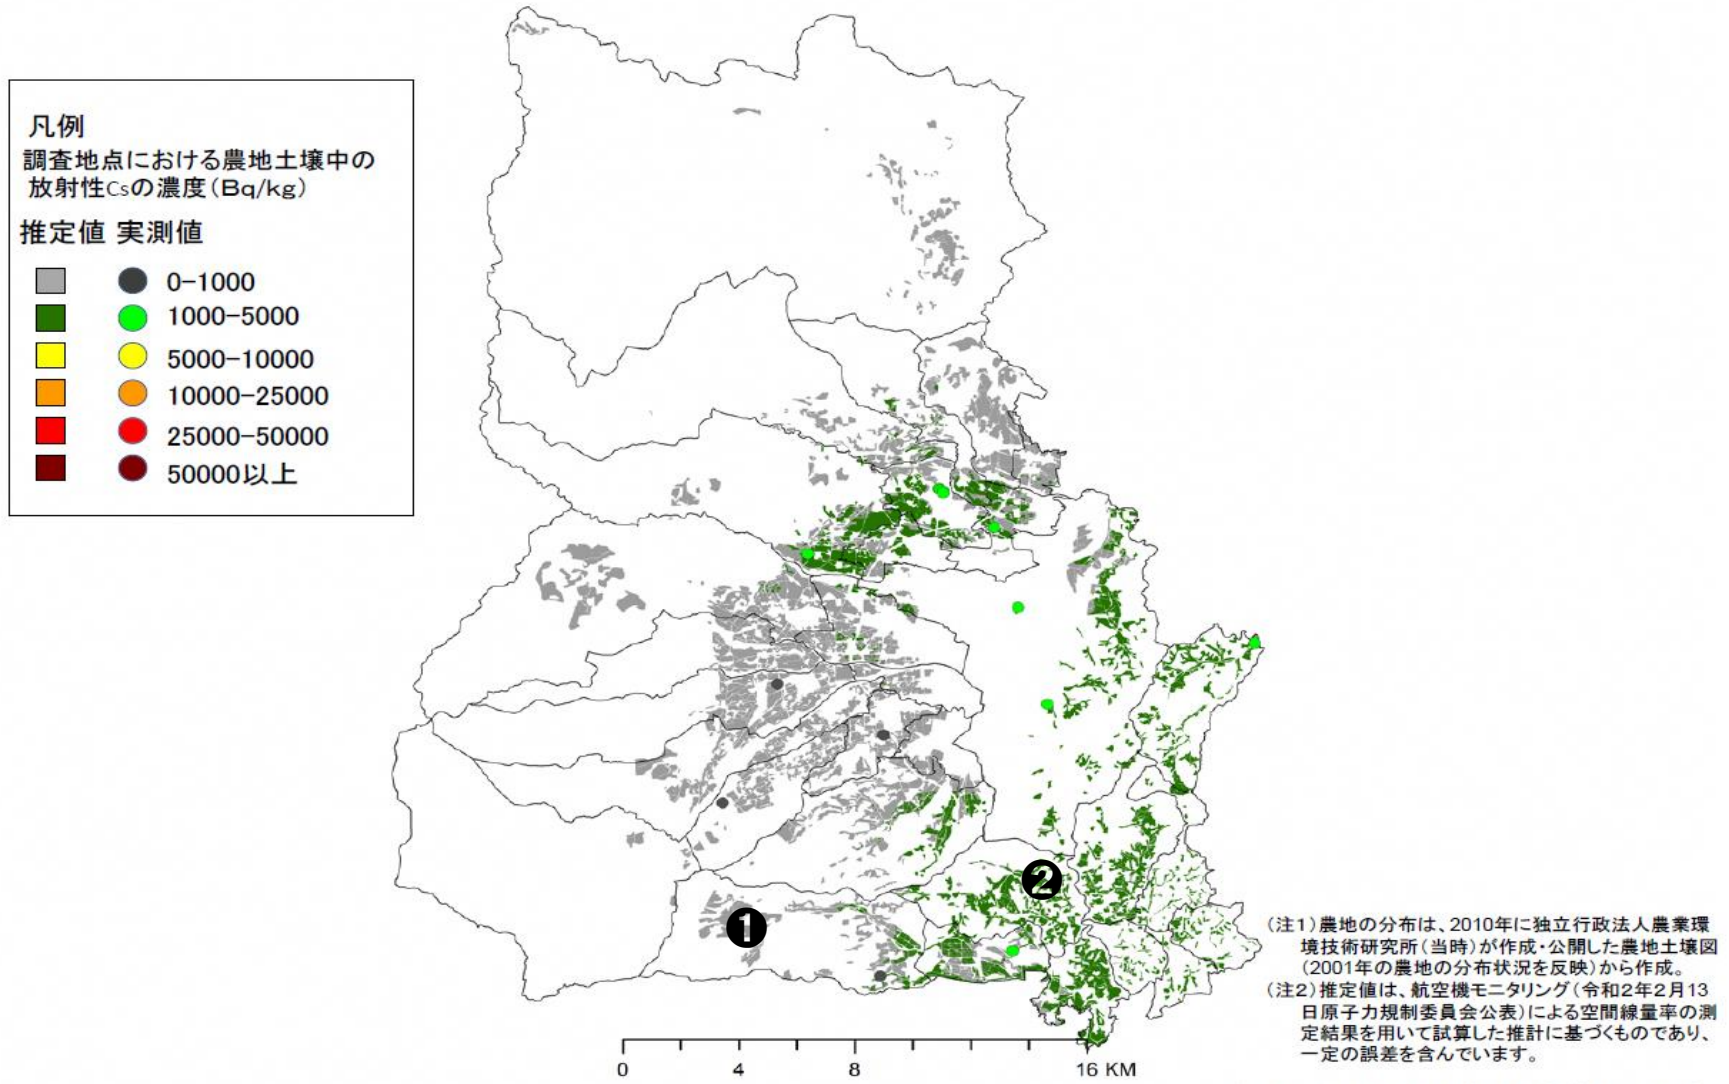 凡例
調査地点における農地土壌中の
放射性Csの濃度(Bq/kg)
推定値 実測値
0-1000
1000-5000
5000-10000
10000-25000
25000-50000
50000以上
1
2
(注1)農地の分布は、2010年に独立行政法人農業環
境技術研究所(当時)が作成・公開した農地土壌図
(2001年の農地の分布状況を反映)から作成。
(注2)推定値は、航空機モニタリング(令和2年2月13
日原子力規制委員会公表)による空間線量率の測
定結果を用いて試算した推計に基づくものであり、
一定の誤差を含んでいます。
0 4 8 16 KM